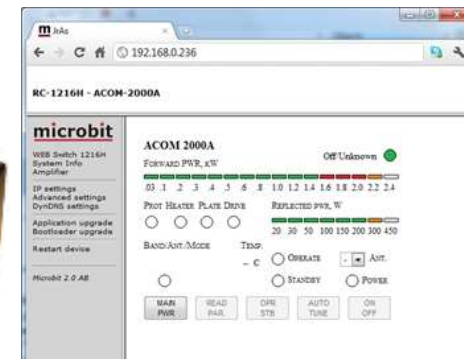 m JrAs
192.168.0.236
RC-1216H - ACOM-2000A
microbit
WEB Switch 1216H
System Info
Amplifier
IP settings
Advanced settings
DynDNS settings
Application upgrade
Bootloader upgrade
Restart device
Microbit 2.0 AB
ACOM 2000A
FORWARD PWR, KW
Off/Unknown
.03 .1 .2 .3 .4 .5 .6 .8 1.0 1.2 1.4 1.6 1.8 2.0 2.2 2.4
PROT HEATER PLATE DRIVE REFLECTED PWR, W
20 30 50 100 150 200 300 450
BAND/ANT./MODE TEMP.
- C OPERATE - ANT.
STANDBY POWER
MAIN PWR
READ PAR.
OPR STB
AUTO TUNE
ON OFF